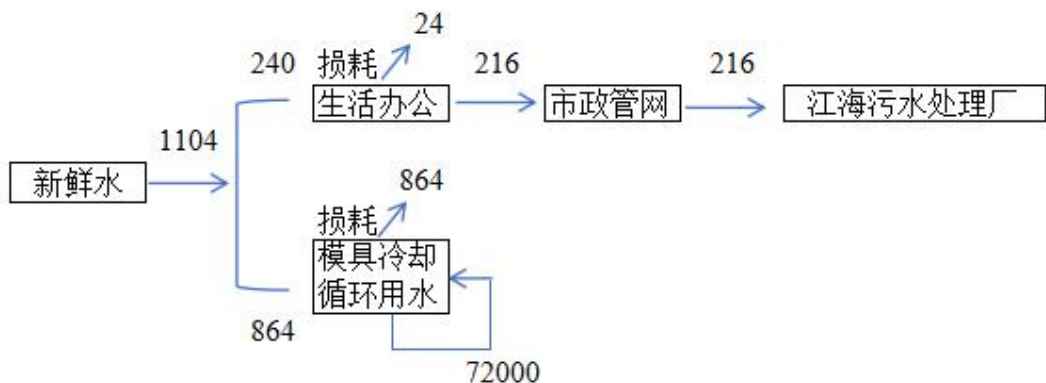 24
240
损耗
216
216
生活办公
市政管网
江海污水处理厂
1104
新鲜水
864
损耗
模具冷却
循环用水
864
72000